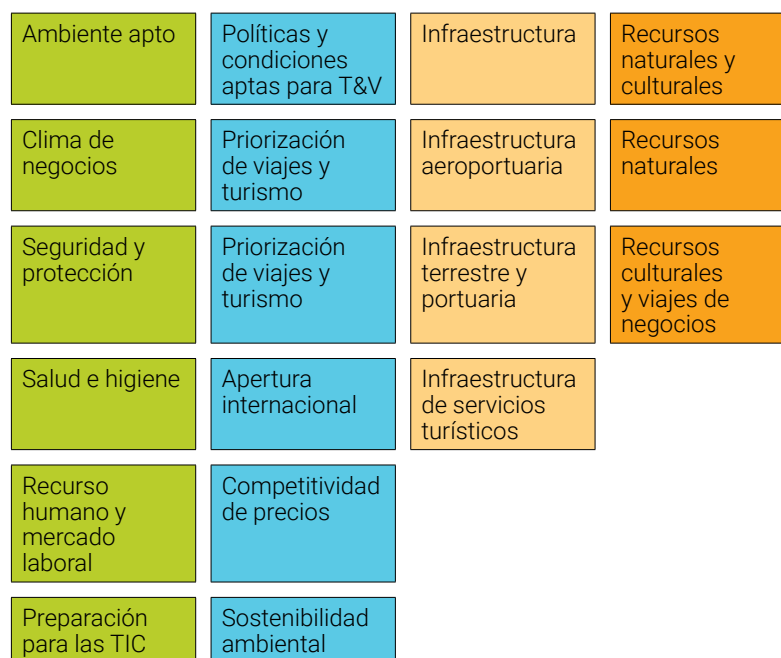 Ambiente apto
Políticas y
condiciones
aptas para T&V
Infraestructura
Recursos
naturales y
culturales
Clima de
negocios
Priorización
de viajes y
turismo
Infraestructura
aeroportuaria
Recursos
naturales
Seguridad y
protección
Priorización
de viajes y
turismo
Infraestructura
terrestre y
portuaria
Recursos
culturales
y viajes de
negocios
Salud e higiene
Apertura
internacional
Infraestructura
de servicios
turísticos
Recurso
humano y
mercado
laboral
Competitividad
de precios
Preparación
para las TIC
Sostenibilidad
ambiental